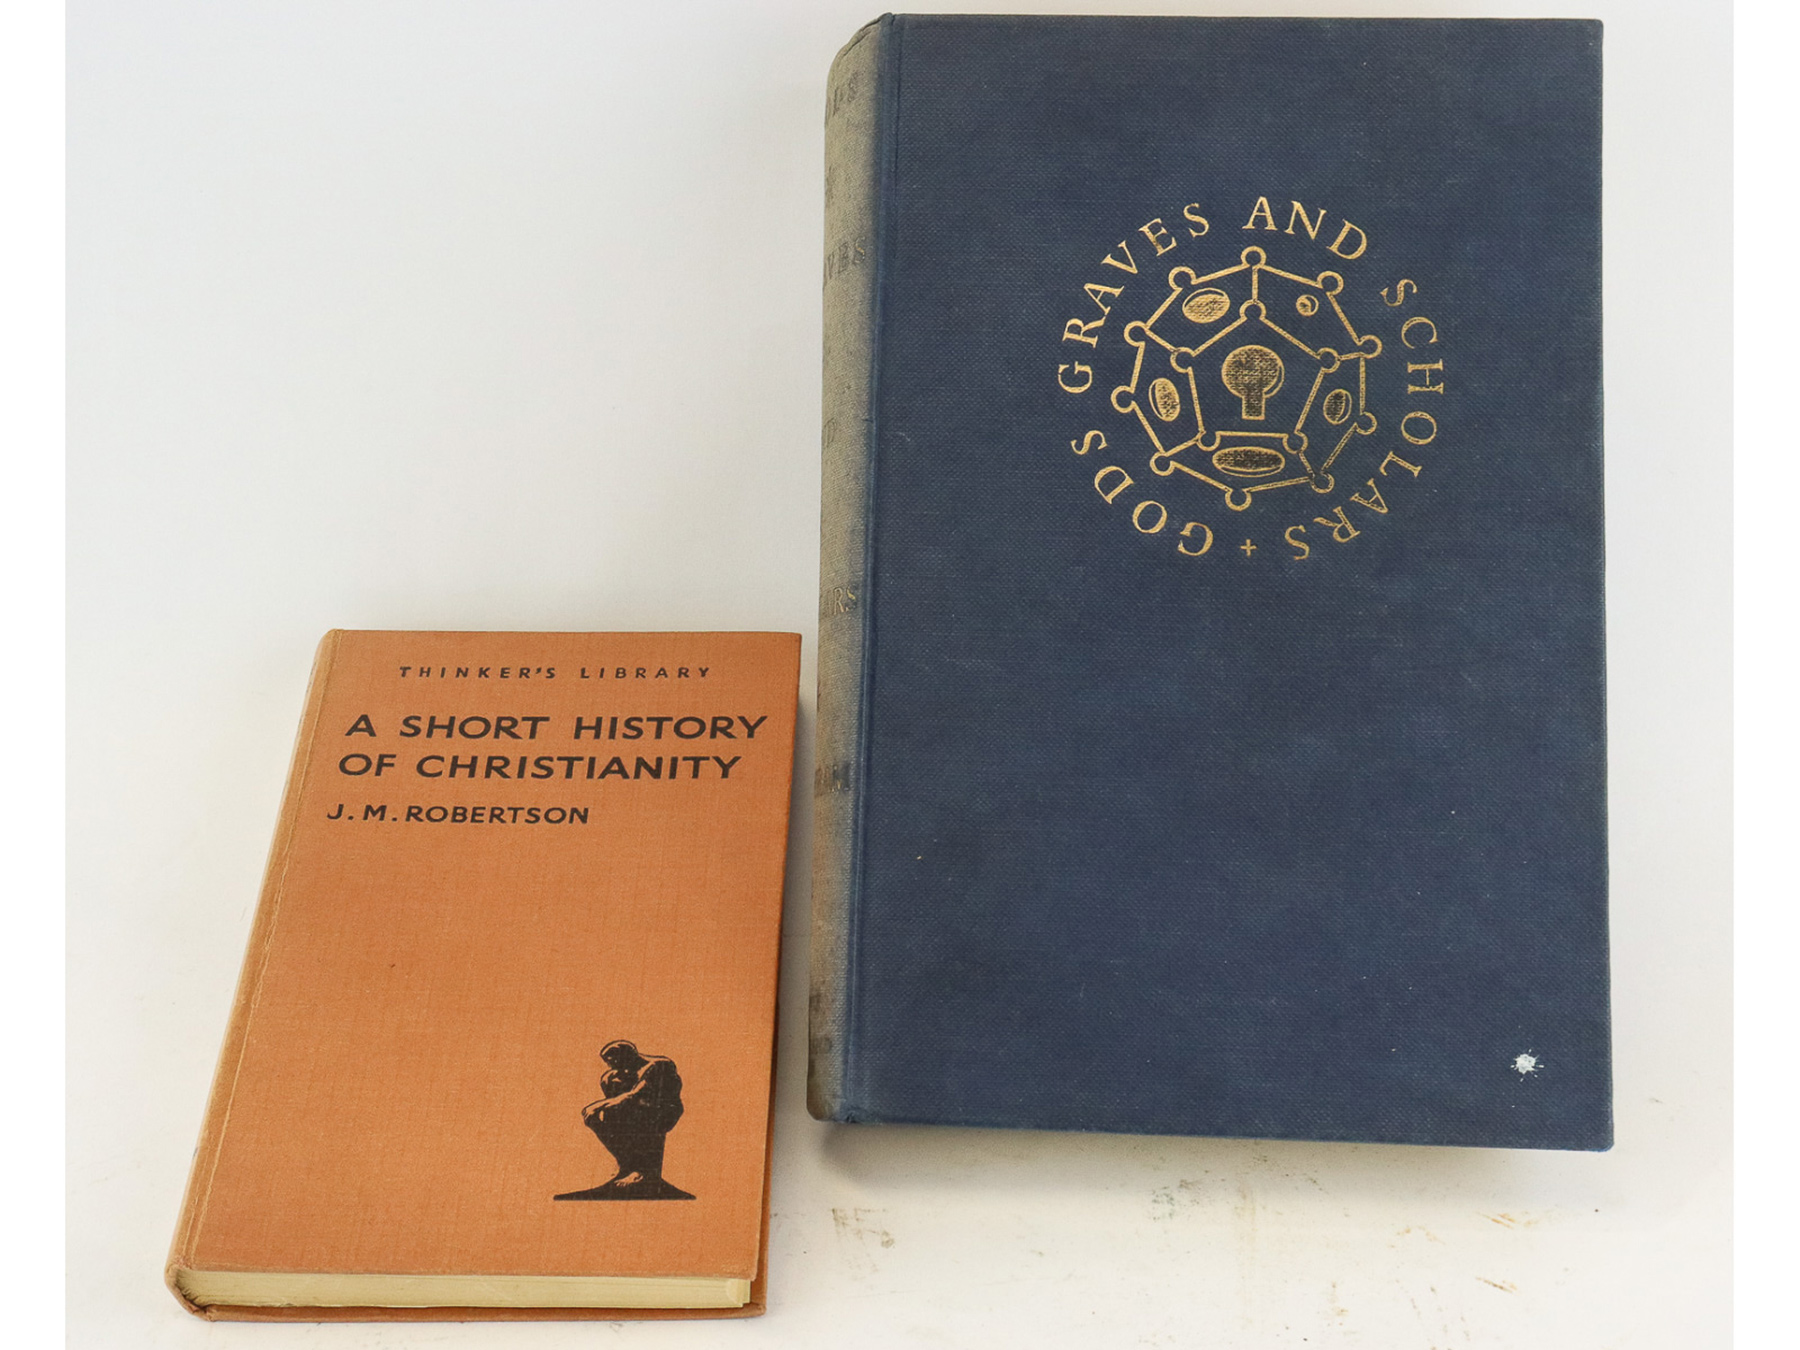 THINKER'S LIBRARY
A SHORT HISTORY
OF CHRISTIANITY
J. M. ROBERTSON
GODS GRAVES AND SCHOLARS +